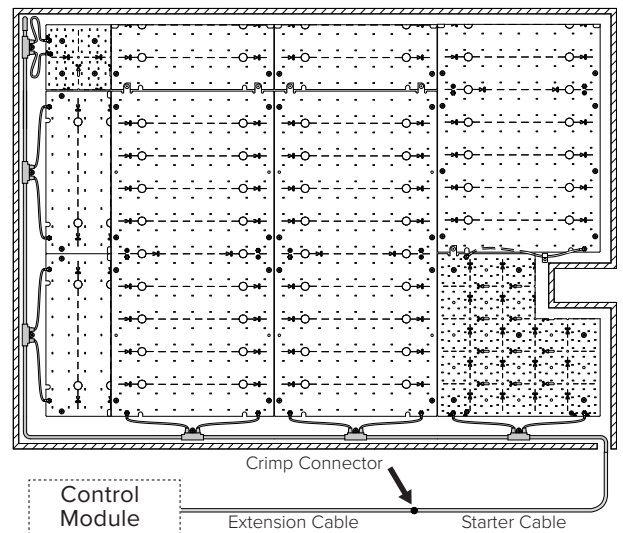 Crimp Connector
Control
Module
Extension Cable
Starter Cable